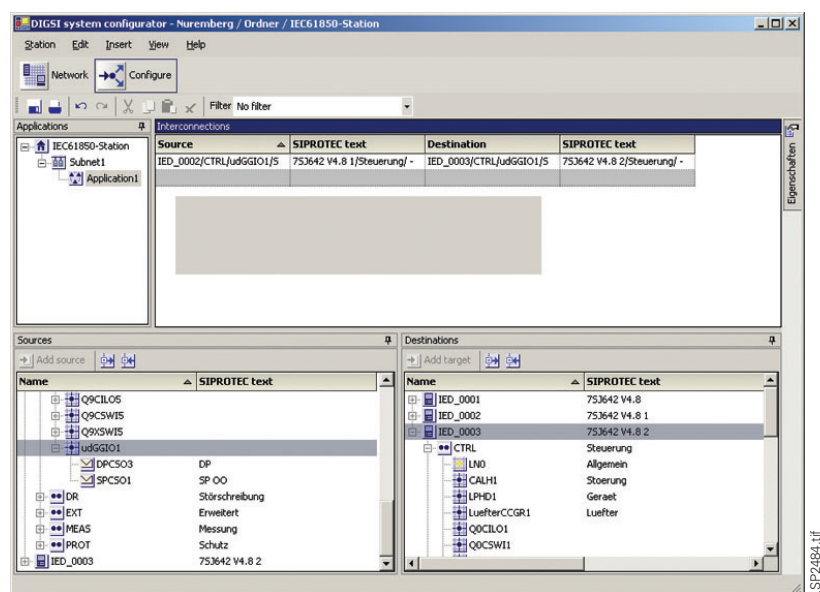 DIGSI system configurator - Nuremberg / Ordner / IEC61850-Station
Station Edit Insert View Help
Network Configure
Filter No filter
Applications
IEC61850-Station
Subnet1
Application1
Interconnections
Source SIPROTEC text Destination SIPROTEC text
IED_0002/CTRL/udGGIO1/S 7SJ642 V4.8 1/Steuerung/ - IED_0003/CTRL/udGGIO1/S 7SJ642 V4.8 2/Steuerung/ -
Eigenschaften
Sources
Add source
Name SIPROTEC text
Q9CILO5
Q9CSWI5
Q9XSWI5
udGGIO1
DPCSO3 DP
SPCSO1 SP OO
DR Störschreibung
EXT Erweitert
MEAS Messung
PROT Schutz
IED_0003 7SJ642 V4.8 2
Destinations
Add target
Name SIPROTEC text
IED_0001 7SJ642 V4.8
IED_0002 7SJ642 V4.8 1
IED_0003 7SJ642 V4.8 2
CTRL Steuerung
LN0 Allgemein
CALH1 Stoerung
LPHD1 Geraet
LuefterCCGR1 Luefter
Q0CILO1
Q0CSWI1
SP2484.tif